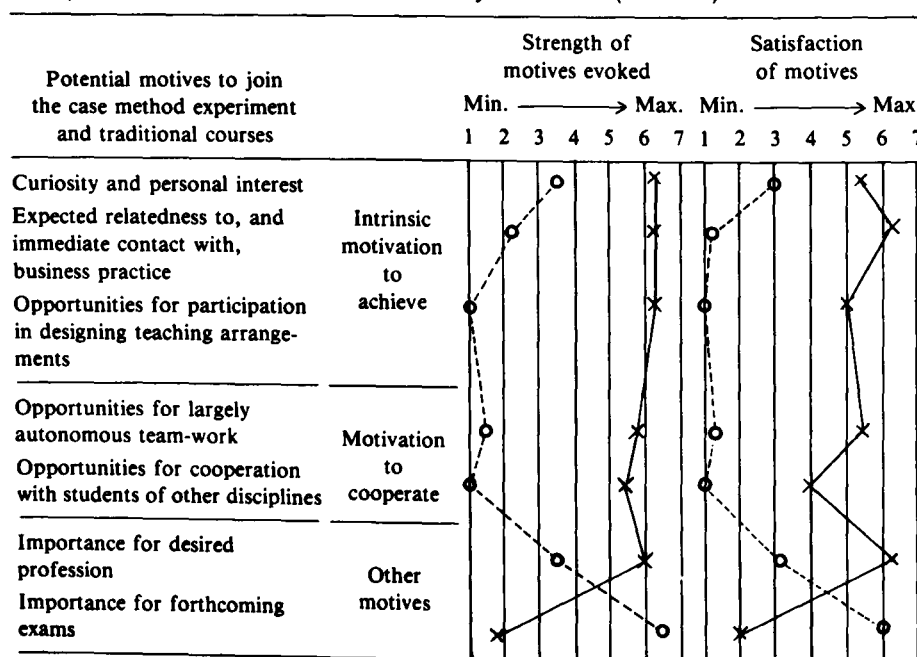 Strength of
motives evoked
Satisfaction
of motives
Potential motives to join
the case method experiment
and traditional courses
Min. Max. Min. Max
1 2 3 4 5 6 7 1 2 3 4 5 6 7
Curiosity and personal interest
Expected relatedness to, and
immediate contact with,
business practice
Opportunities for participation
in designing teaching arrange-
ments
Intrinsic
motivation
to
achieve
Opportunities for largely
autonomous team-work
Opportunities for cooperation
with students of other disciplines
Motivation
to
cooperate
Importance for desired
profession
Importance for forthcoming
exams
Other
motives